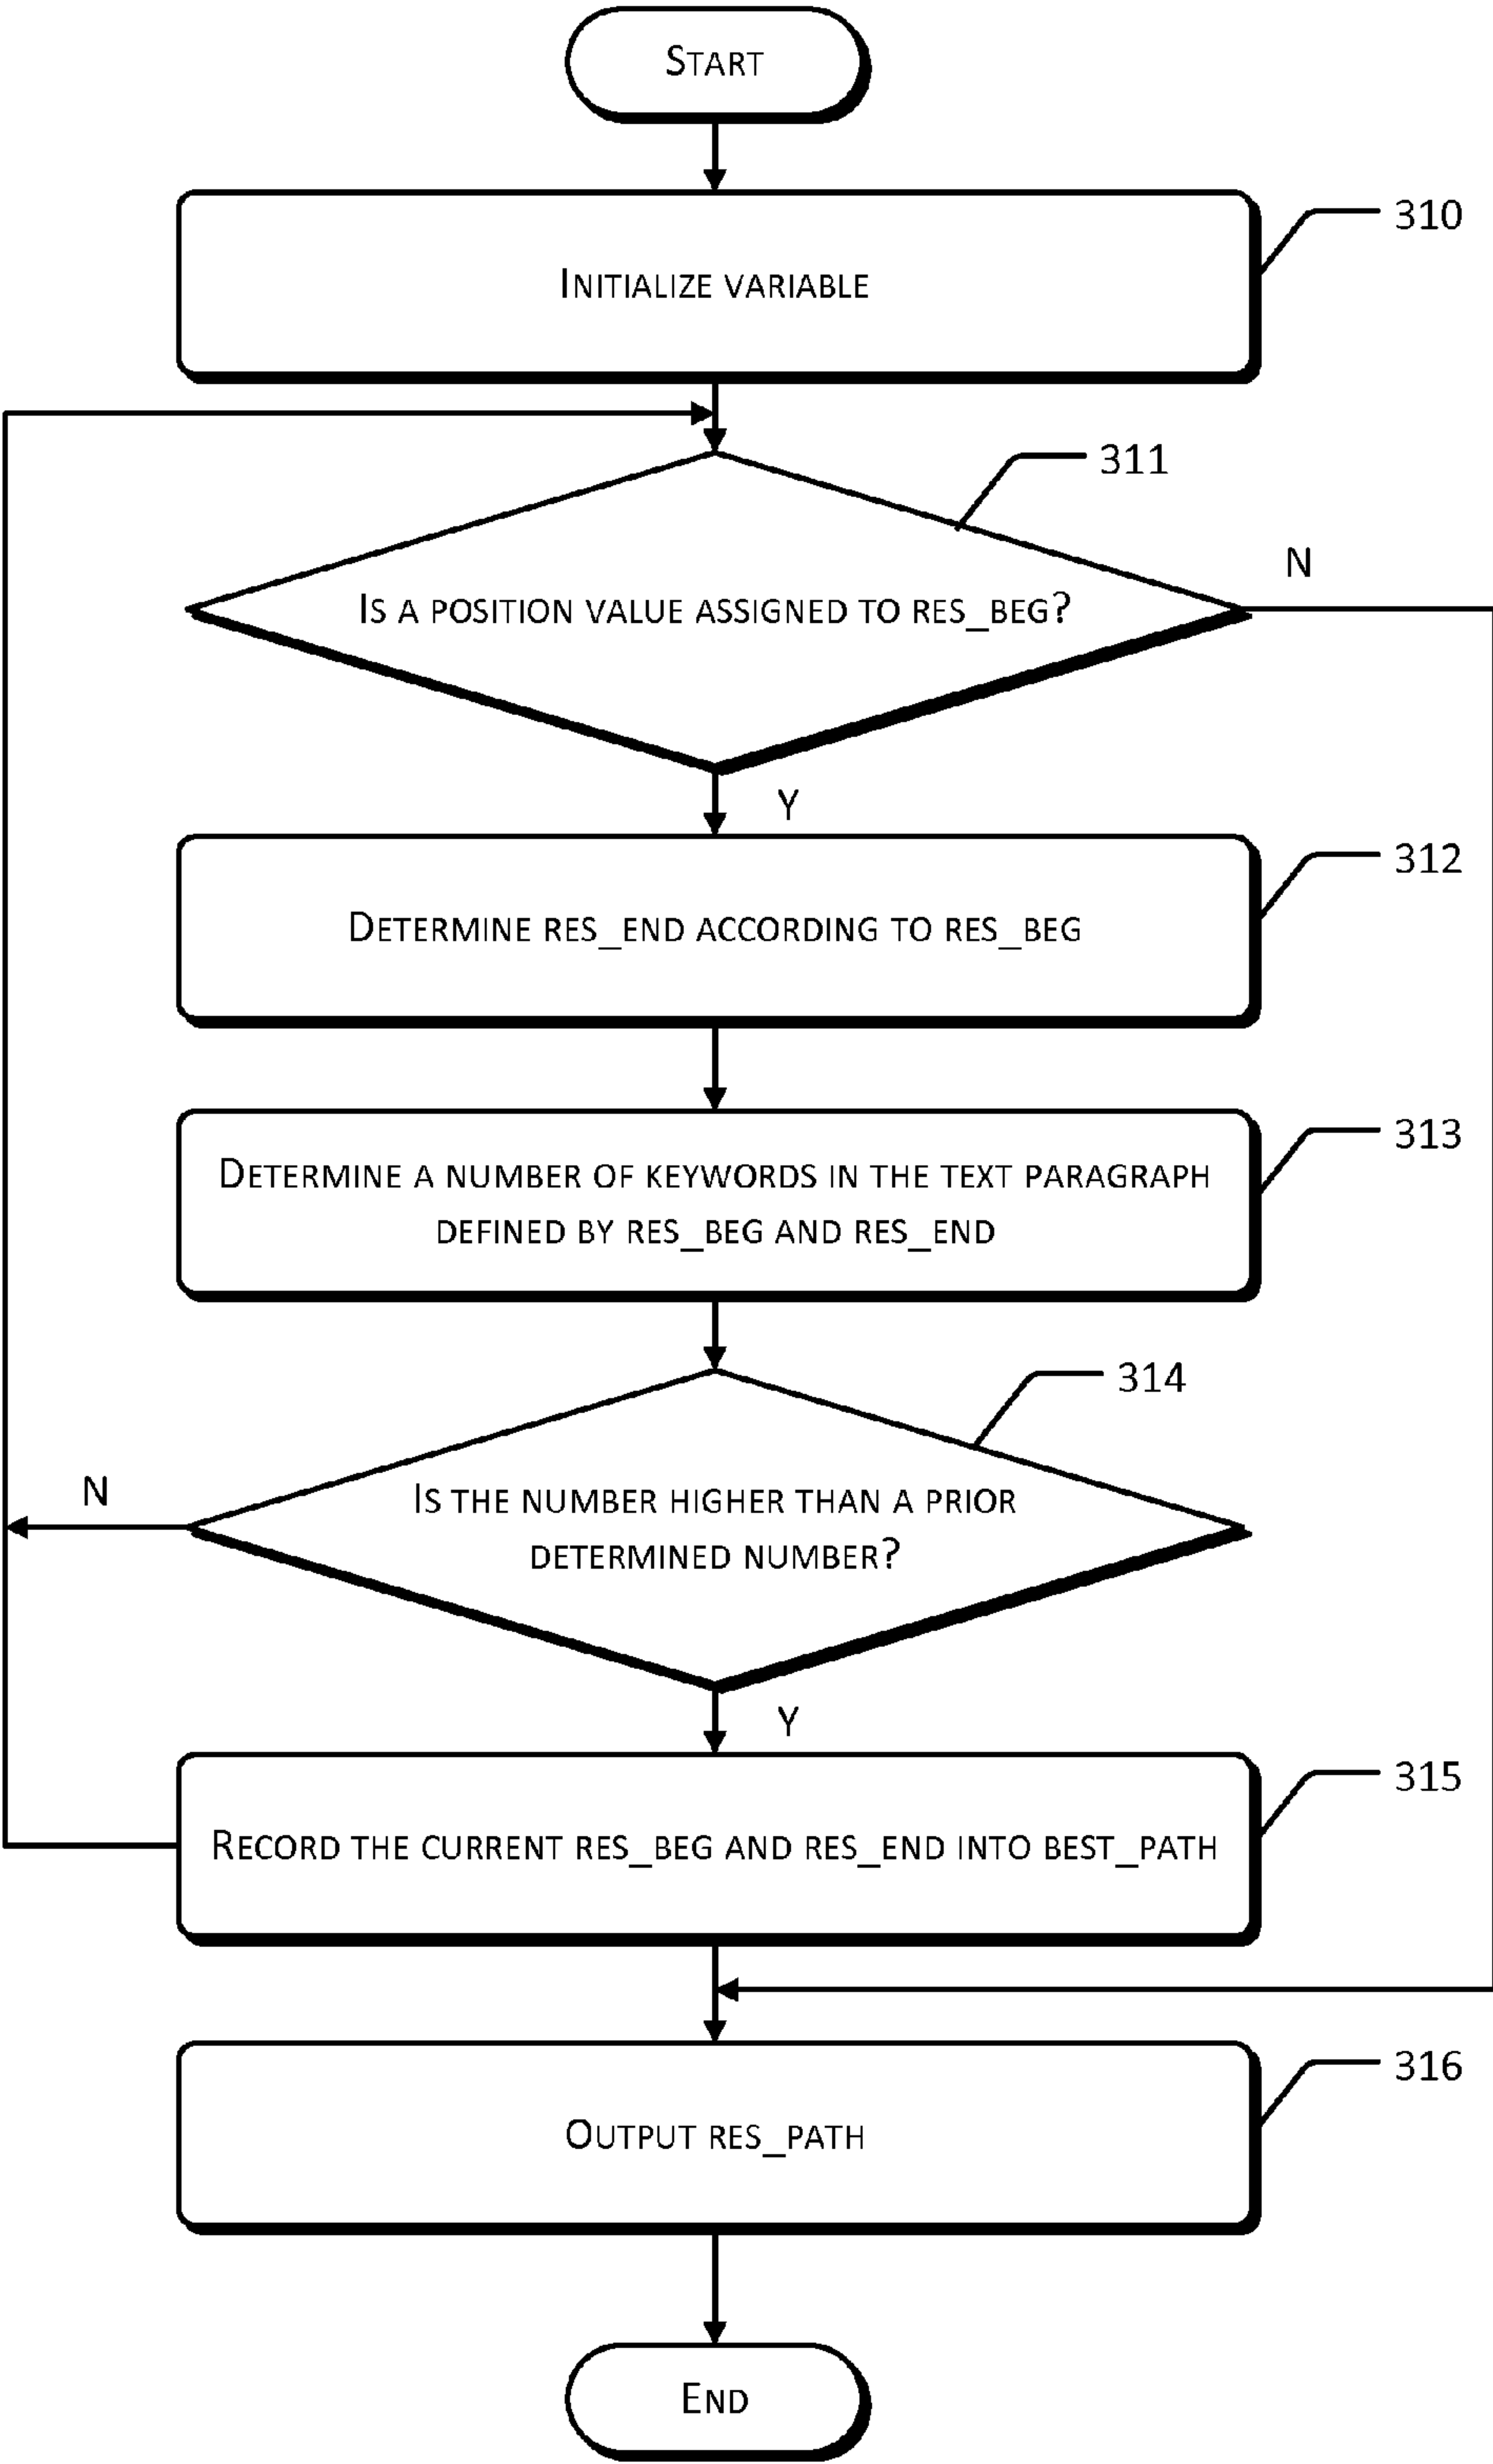 START
310
INITIALIZE VARIABLE
311
N
IS A POSITION VALUE ASSIGNED TO RES_BEG?
Y
312
DETERMINE RES_END ACCORDING TO RES_BEG
313
DETERMINE A NUMBER OF KEYWORDS IN THE TEXT PARAGRAPH
DEFINED BY RES_BEG AND RES_END
314
N
IS THE NUMBER HIGHER THAN A PRIOR
DETERMINED NUMBER?
Y
315
RECORD THE CURRENT RES_BEG AND RES_END INTO BEST_PATH
316
OUTPUT RES_PATH
END